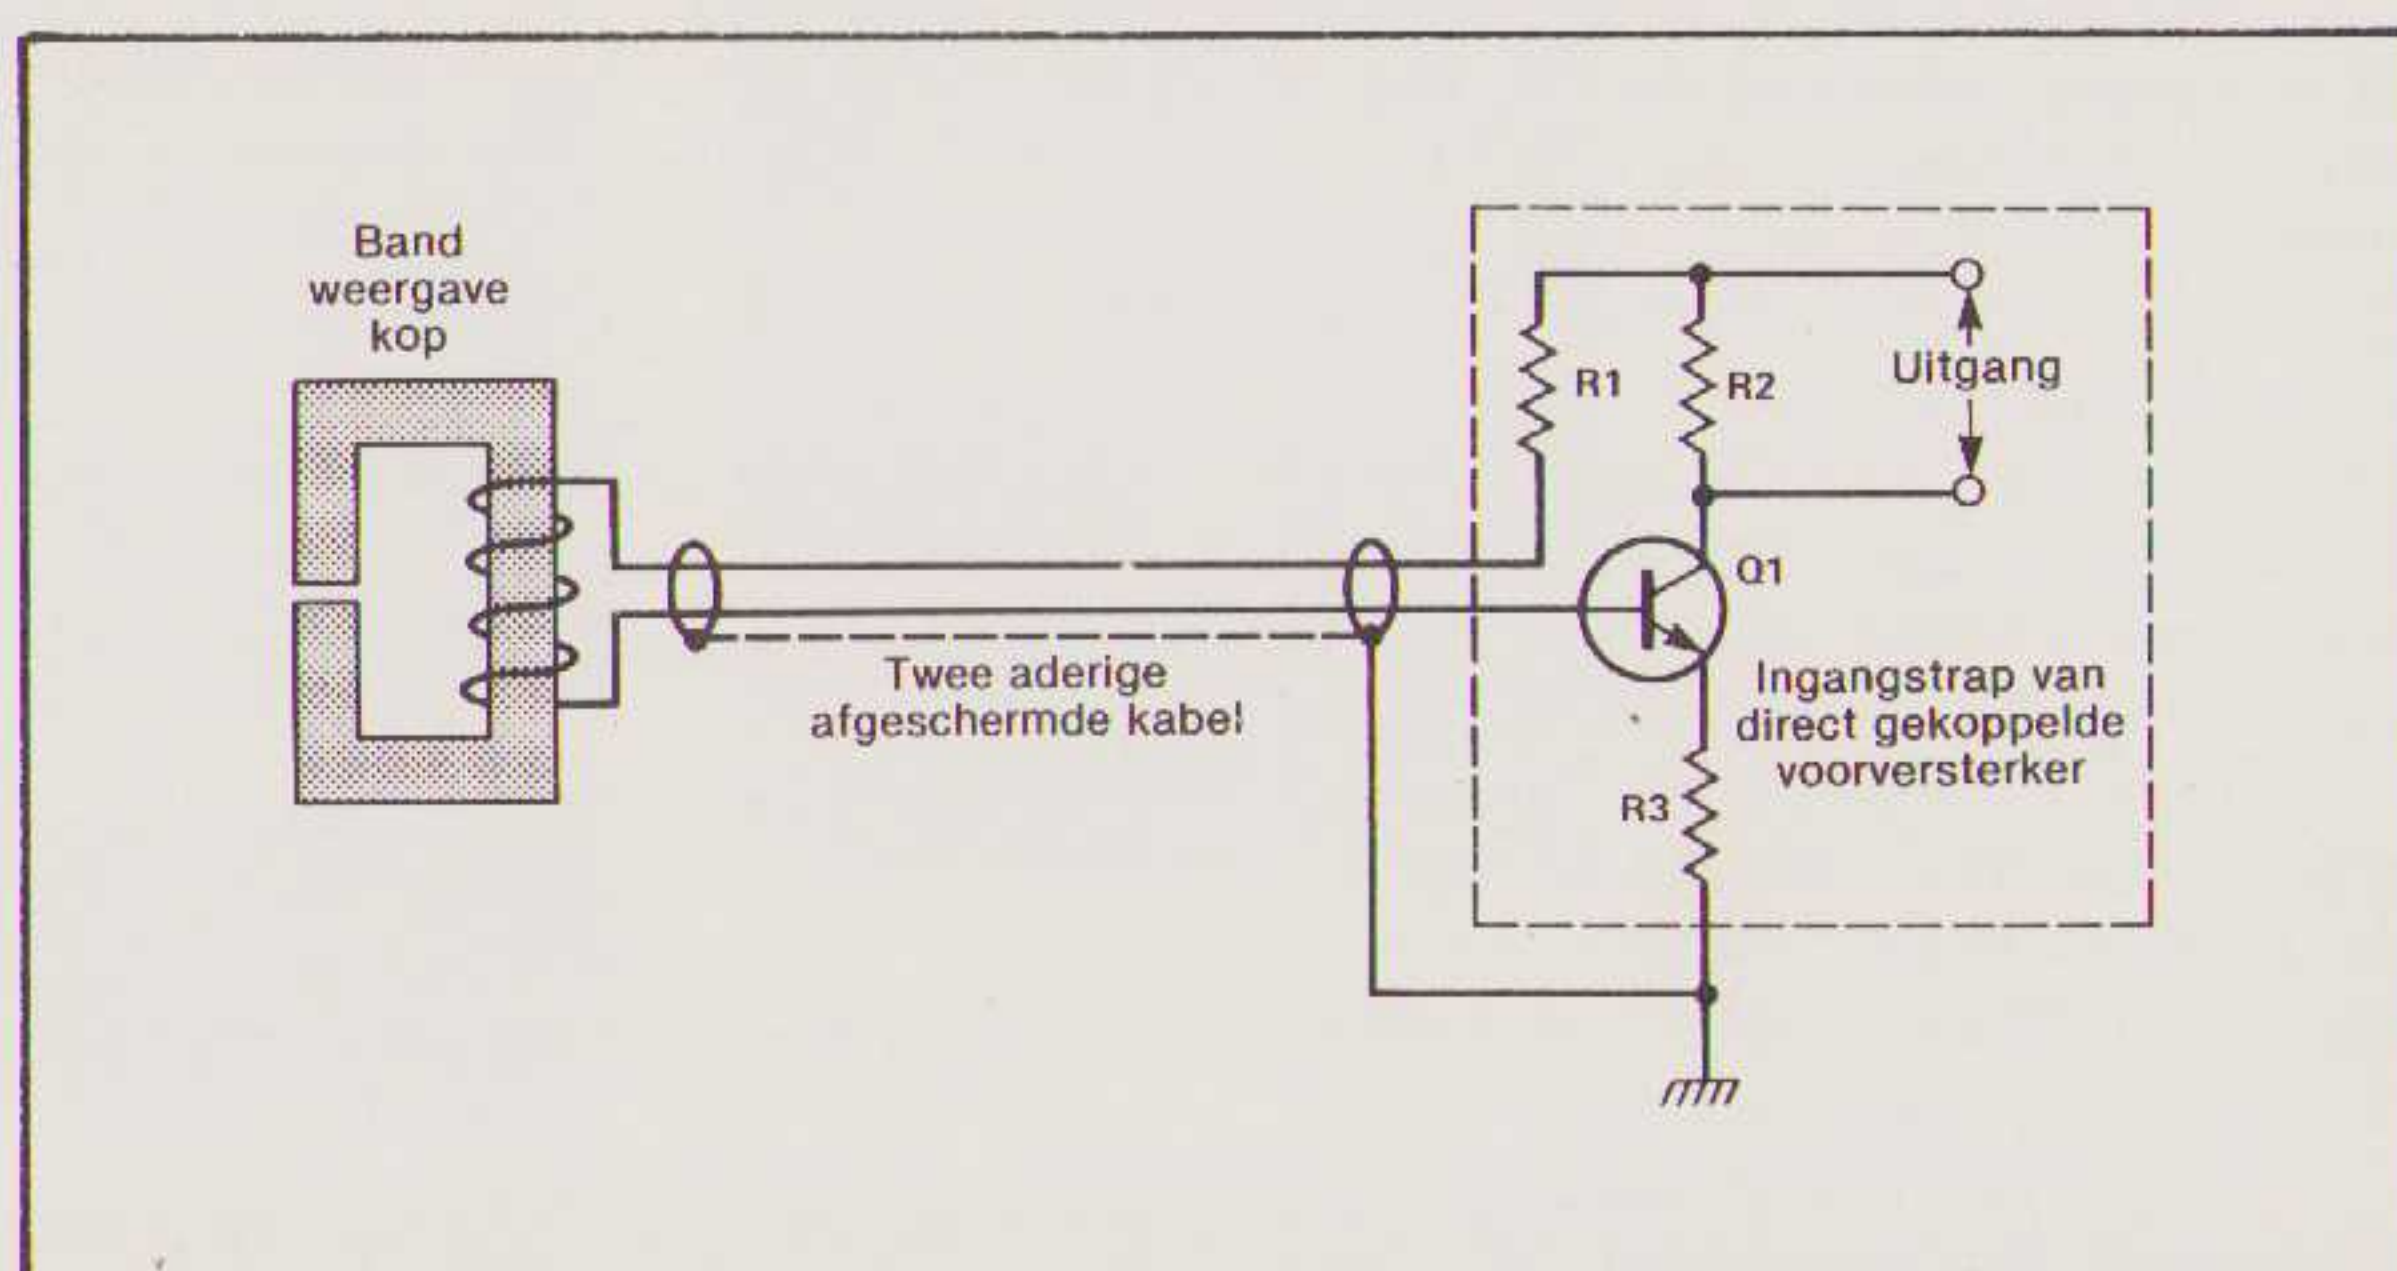 Band
weergave
kop
R1
R2
Uitgang
Q1
Twee aderige
afgeschermde kabel
Ingangstrap van
direct gekoppelde
voorversterker
R3